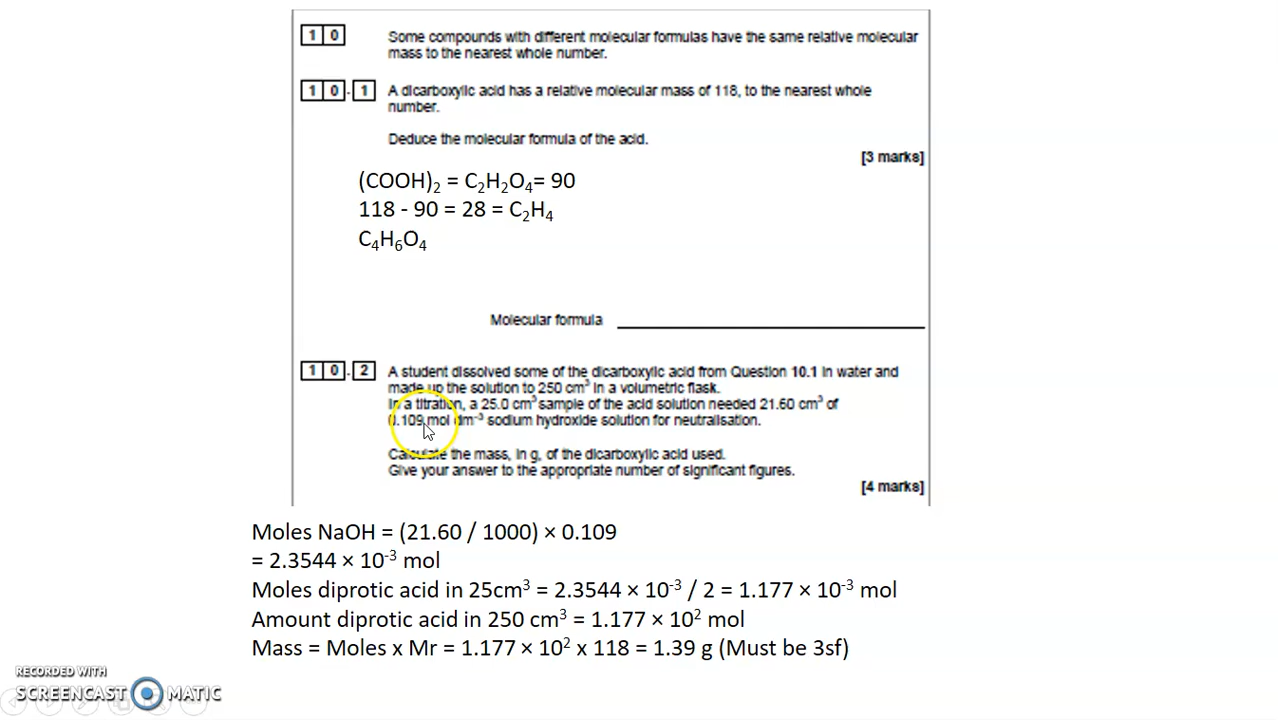 10 Some compounds with different molecular formulas have the same relative molecular
mass to the nearest whole number.
10.1 A dicarboxylic acid has a relative molecular mass of 118, to the nearest whole
number.
Deduce the molecular formula of the acid.
[3 marks]
(COOH)₂ = C₂H₂O₄= 90
118 - 90 = 28 = C₂H₄
C₄H₆O₄
Molecular formula
10.2 A student dissolved some of the dicarboxylic acid from Question 10.1 in water and
made up the solution to 250 cm³ in a volumetric flask.
In a titration, a 25.0 cm³ sample of the acid solution needed 21.60 cm³ of
0.109 mol dm⁻³ sodium hydroxide solution for neutralisation.
Calculate the mass, in g, of the dicarboxylic acid used.
Give your answer to the appropriate number of significant figures.
[4 marks]
Moles NaOH = (21.60 / 1000) × 0.109
= 2.3544 × 10⁻³ mol
Moles diprotic acid in 25cm³ = 2.3544 × 10⁻³ / 2 = 1.177 × 10⁻³ mol
Amount diprotic acid in 250 cm³ = 1.177 × 10² mol
Mass = Moles x Mr = 1.177 × 10² x 118 = 1.39 g (Must be 3sf)
RECORDED WITH
SCREENCAST MATIC